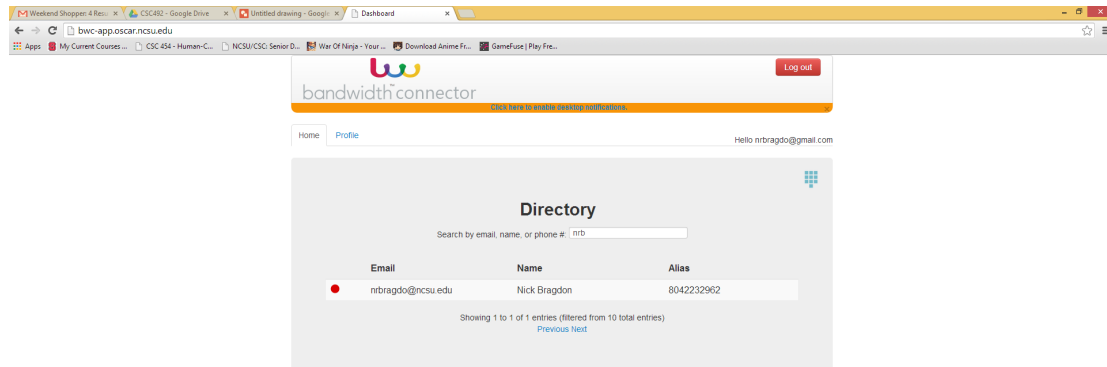 Weekend Shopper: 4 Resu
CSC492 - Google Drive
Untitled drawing - Google
Dashboard
bwc-app.oscar.ncsu.edu
Apps
My Current Courses ...
CSC 454 - Human-C...
NCSU/CSC: Senior D...
War Of Ninja - Your ...
Download Anime Fr...
GameFuse | Play Fre...
Log out
bandwidth connector
Click here to enable desktop notifications.
Home Profile
Hello nrbragdo@gmail.com
Directory
Search by email, name, or phone #: nrb
Email Name Alias
nrbragdo@ncsu.edu Nick Bragdon 8042232962
Showing 1 to 1 of 1 entries (filtered from 10 total entries)
Previous Next